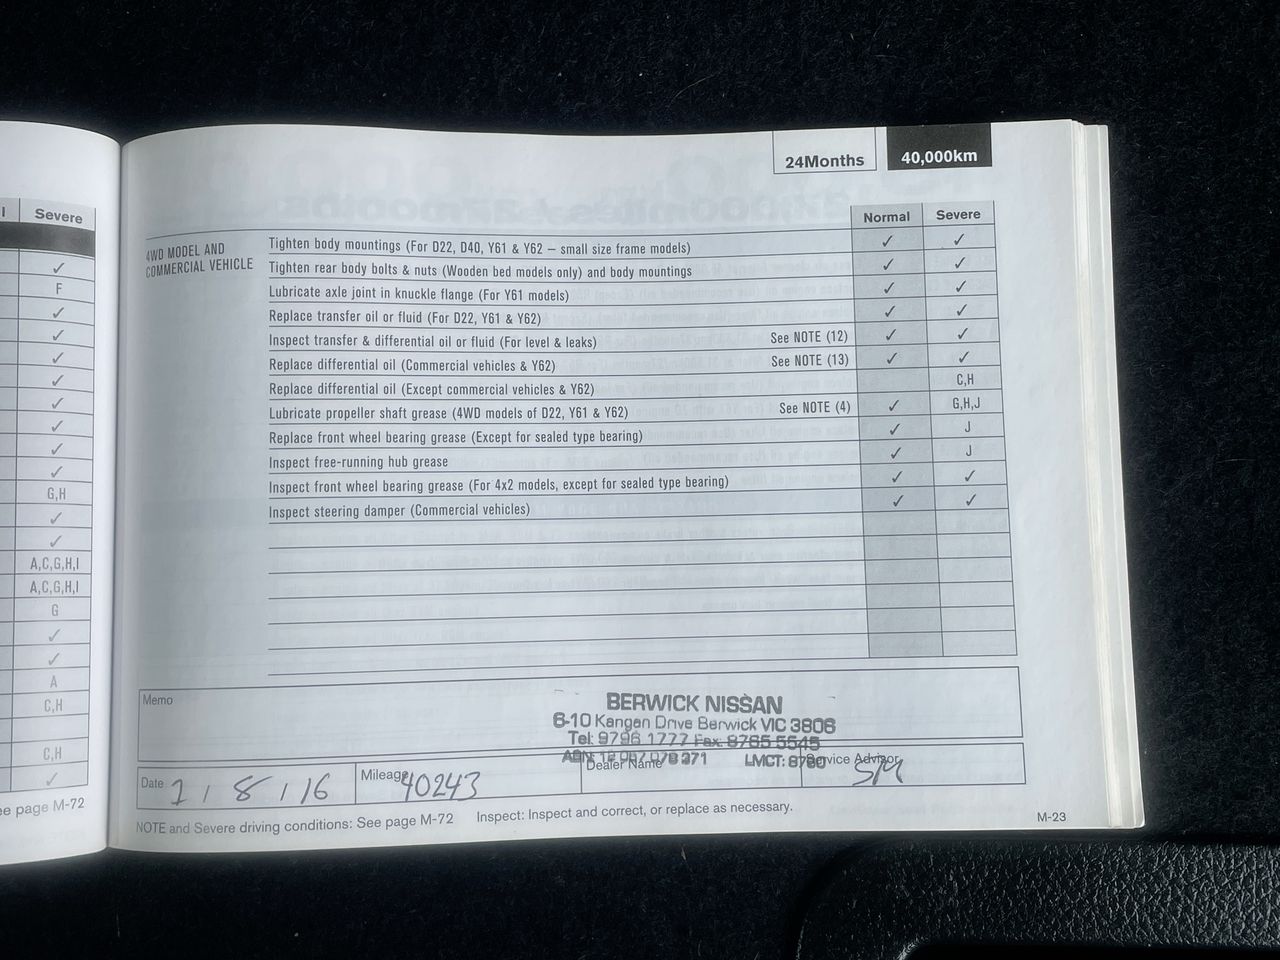 24Months 40,000km
Normal Severe
4WD MODEL AND
COMMERCIAL VEHICLE
Tighten body mountings (For D22, D40, Y61 & Y62 – small size frame models) ✓ ✓
Tighten rear body bolts & nuts (Wooden bed models only) and body mountings ✓ ✓
Lubricate axle joint in knuckle flange (For Y61 models) ✓ ✓
Replace transfer oil or fluid (For D22, Y61 & Y62) ✓ ✓
Inspect transfer & differential oil or fluid (For level & leaks) See NOTE (12) ✓ ✓
Replace differential oil (Commercial vehicles & Y62) See NOTE (13) ✓ ✓
Replace differential oil (Except commercial vehicles & Y62) C,H
Lubricate propeller shaft grease (4WD models of D22, Y61 & Y62) See NOTE (4) ✓ G,H,J
Replace front wheel bearing grease (Except for sealed type bearing) ✓ J
Inspect free-running hub grease ✓ J
Inspect front wheel bearing grease (For 4x2 models, except for sealed type bearing) ✓ ✓
Inspect steering damper (Commercial vehicles) ✓ ✓
Memo
BERWICK NISSAN
6-10 Kangan Drive Berwick VIC 3806
Tel: 9796 1777 Fax: 8765 5545
ABN: LMCT: 8780
Date 1 / 8 / 16 Mileage 40243 Dealer Name Service Advisor SM
NOTE and Severe driving conditions: See page M-72 Inspect: Inspect and correct, or replace as necessary.
M-23
Severe
✓
F
✓
✓
✓
✓
✓
✓
✓
✓
G,H
✓
✓
A,C,G,H,I
A,C,G,H,I
G
✓
✓
A
C,H
C,H
✓
page M-72